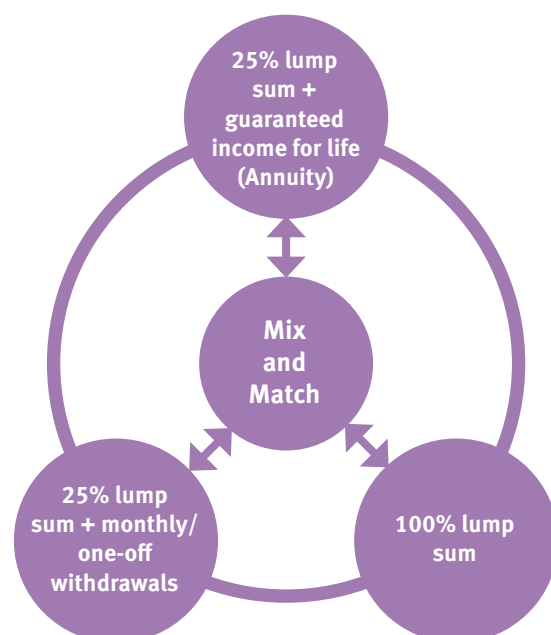 25% lump
sum +
guaranteed
income for life
(Annuity)
Mix
and
Match
25% lump
sum + monthly/
one-off
withdrawals
100% lump
sum